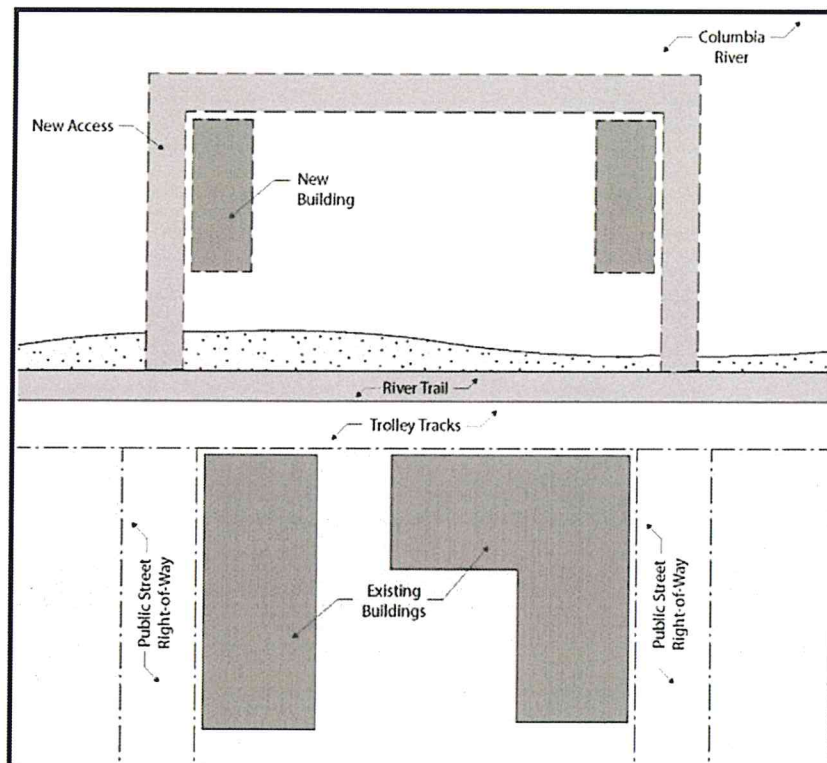 Columbia
River
New Access
New
Building
River Trail
Trolley Tracks
Public Street
Right-of-Way
Existing
Buildings
Public Street
Right-of-Way